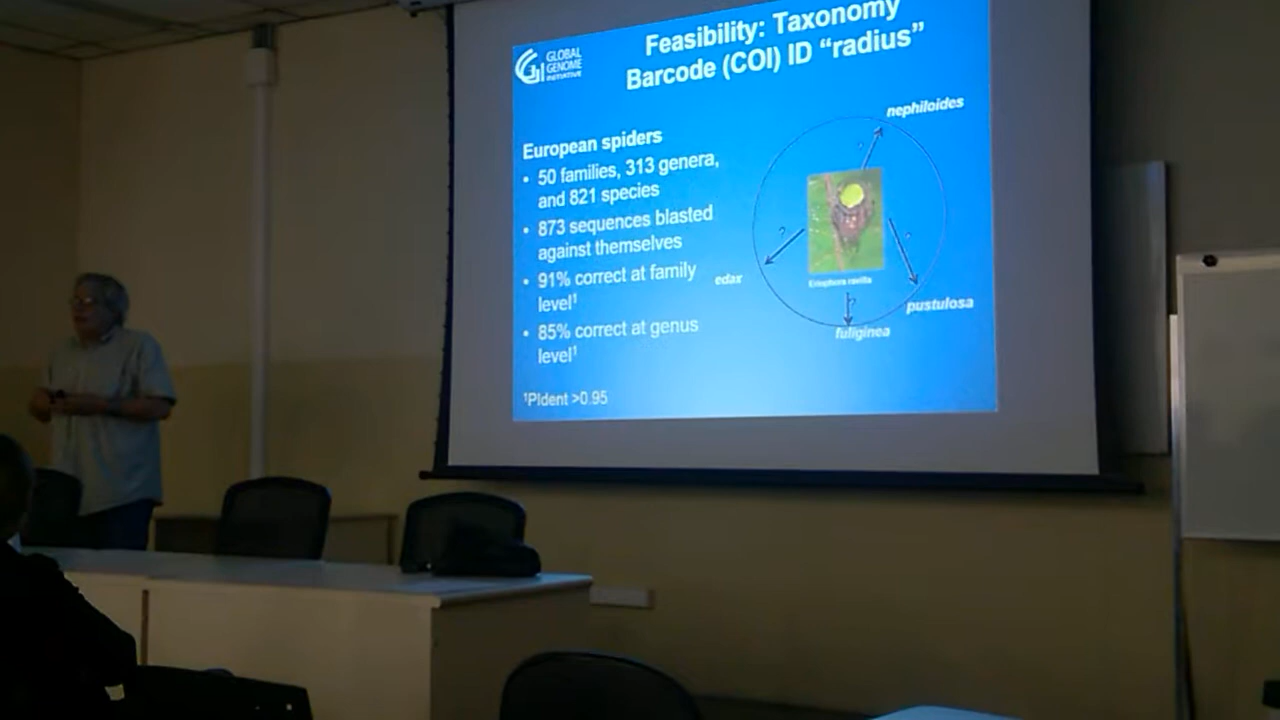 GLOBAL
GENOME
INITIATIVE
Feasibility: Taxonomy
Barcode (COI) ID “radius”
European spiders
• 50 families, 313 genera,
and 821 species
• 873 sequences blasted
against themselves
• 91% correct at family
level¹
• 85% correct at genus
level¹
¹PIdent >0.95
nephiloides
?
?
?
?
edax
Eriophora ravilla
pustulosa
fuliginea